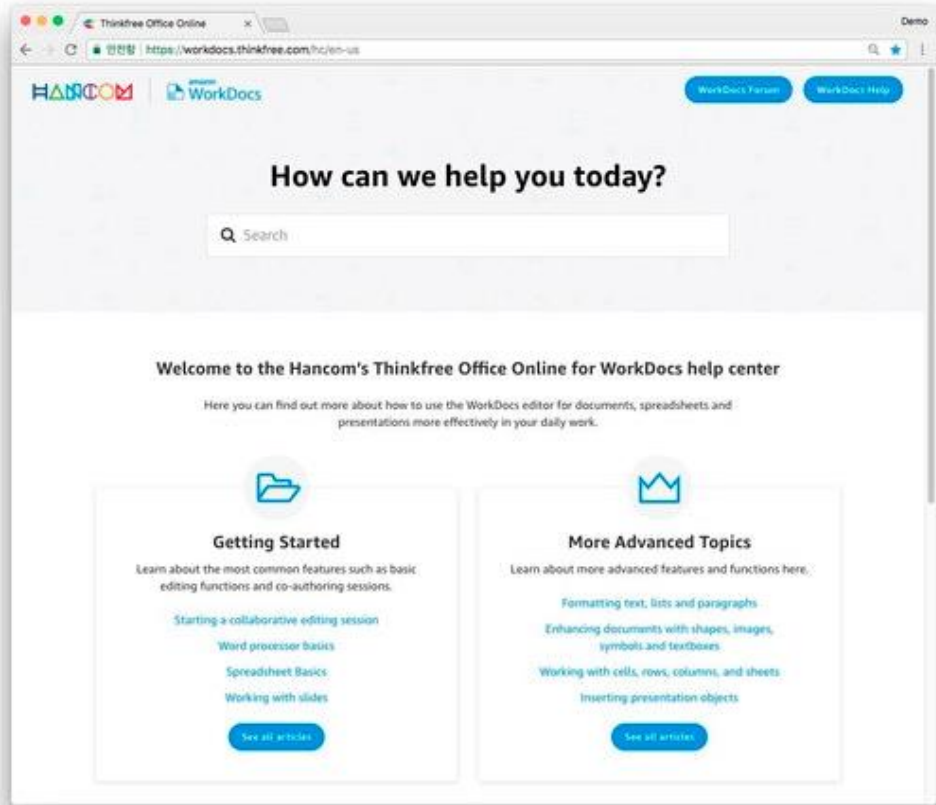 Thinkfree Office Online
Demo
안전함 https://workdocs.thinkfree.com/hc/en-us
HANCOM
amazon
WorkDocs
WorkDocs Forum
WorkDocs Help
How can we help you today?
Search
Welcome to the Hancom's Thinkfree Office Online for WorkDocs help center
Here you can find out more about how to use the WorkDocs editor for documents, spreadsheets and
presentations more effectively in your daily work.
Getting Started
Learn about the most common features such as basic
editing functions and co-authoring sessions.
Starting a collaborative editing session
Word processor basics
Spreadsheet Basics
Working with slides
See all articles
More Advanced Topics
Learn about more advanced features and functions here.
Formatting text, lists and paragraphs
Enhancing documents with shapes, images,
symbols and textboxes
Working with cells, rows, columns, and sheets
Inserting presentation objects
See all articles